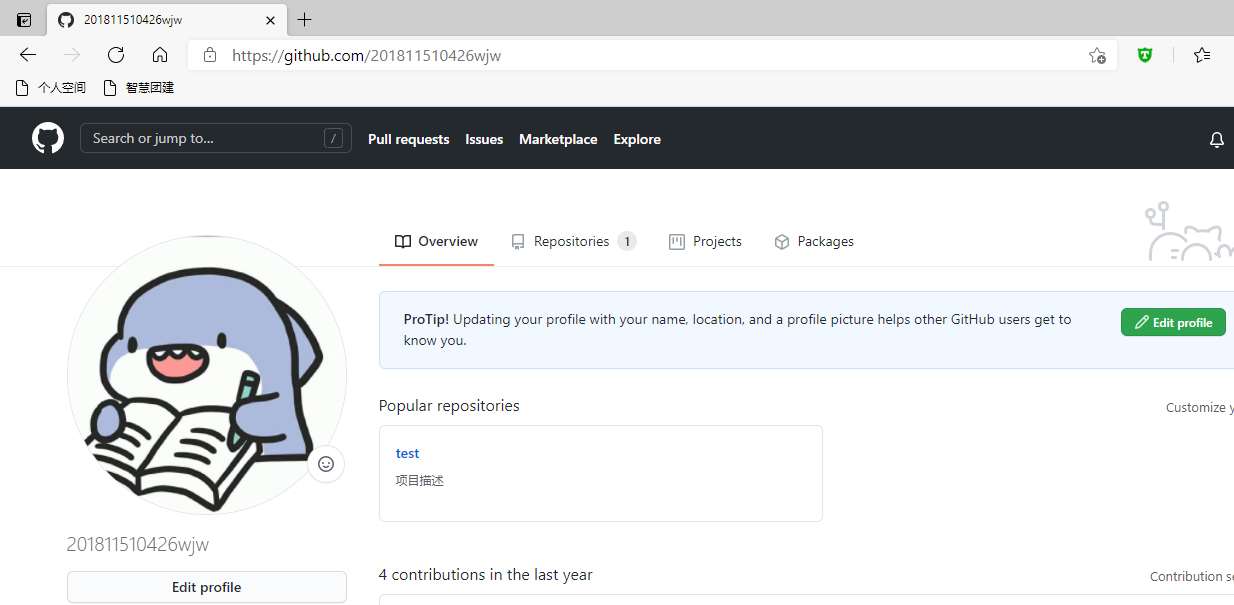 201811510426wjw
https://github.com/201811510426wjw
个人空间 智慧团建
Search or jump to... / Pull requests Issues Marketplace Explore
Overview Repositories 1 Projects Packages
ProTip! Updating your profile with your name, location, and a profile picture helps other GitHub users get to
know you.
Edit profile
Popular repositories
Customize y
test
项目描述
201811510426wjw
Edit profile
4 contributions in the last year
Contribution se